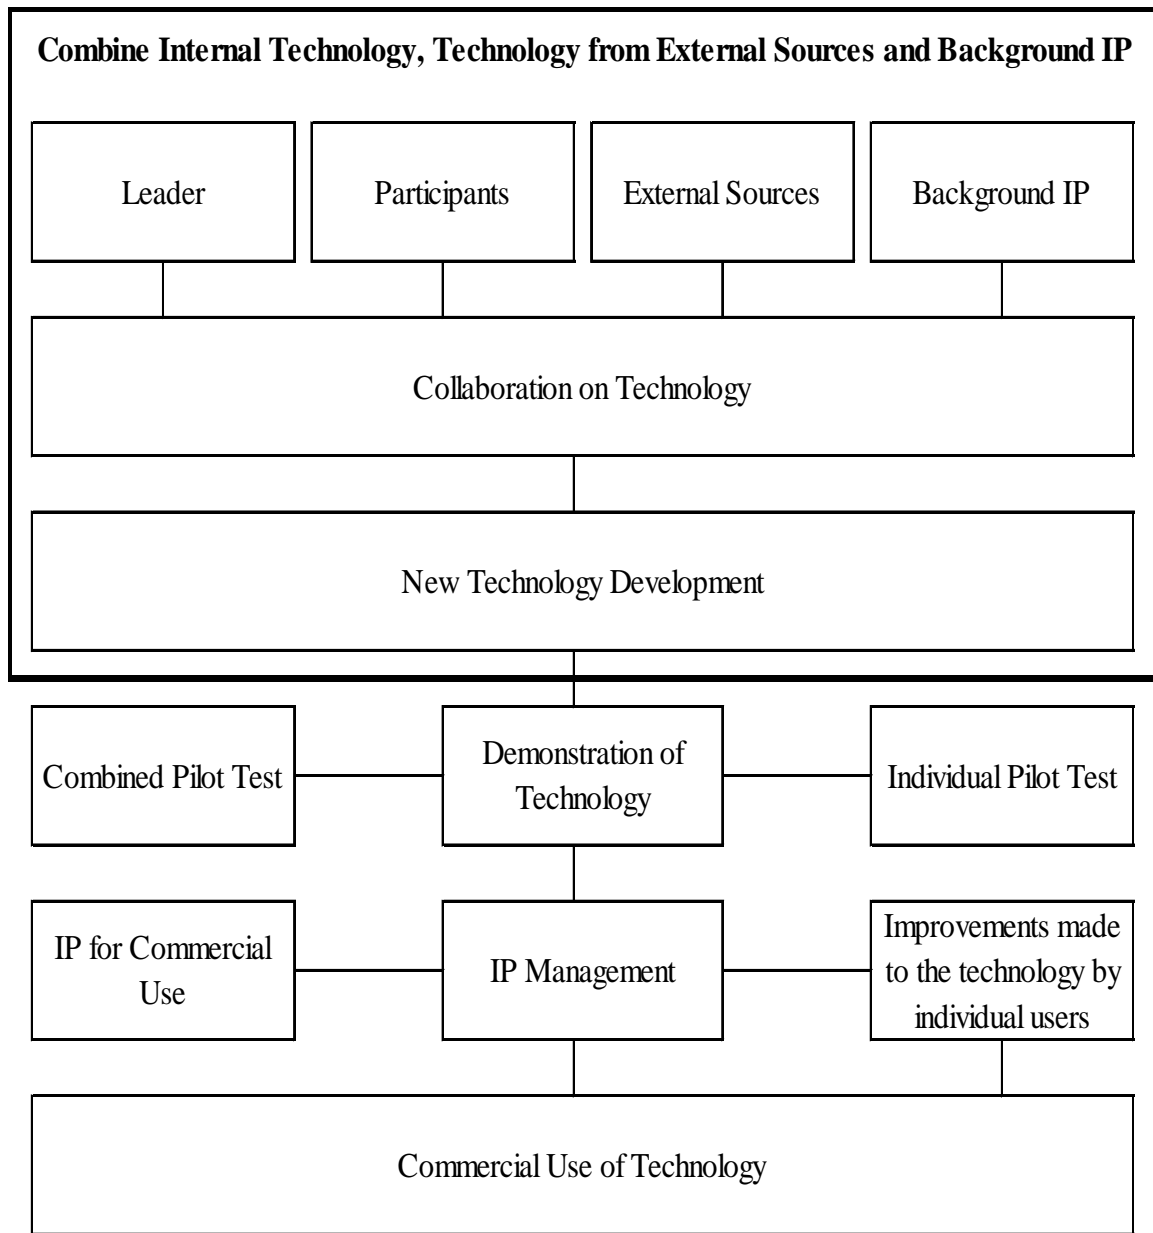 Combine Internal Technology, Technology from External Sources and Background IP
Leader
Participants
External Sources
Background IP
Collaboration on Technology
New Technology Development
Combined Pilot Test
Demonstration of
Technology
Individual Pilot Test
IP for Commercial
Use
IP Management
Improvements made
to the technology by
individual users
Commercial Use of Technology